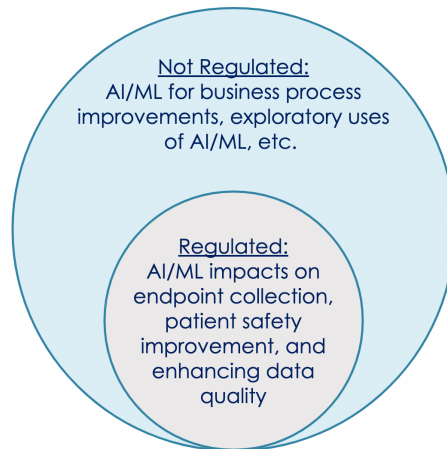 Not Regulated:
AI/ML for business process
improvements, exploratory uses
of AI/ML, etc.
Regulated:
AI/ML impacts on
endpoint collection,
patient safety
improvement, and
enhancing data
quality